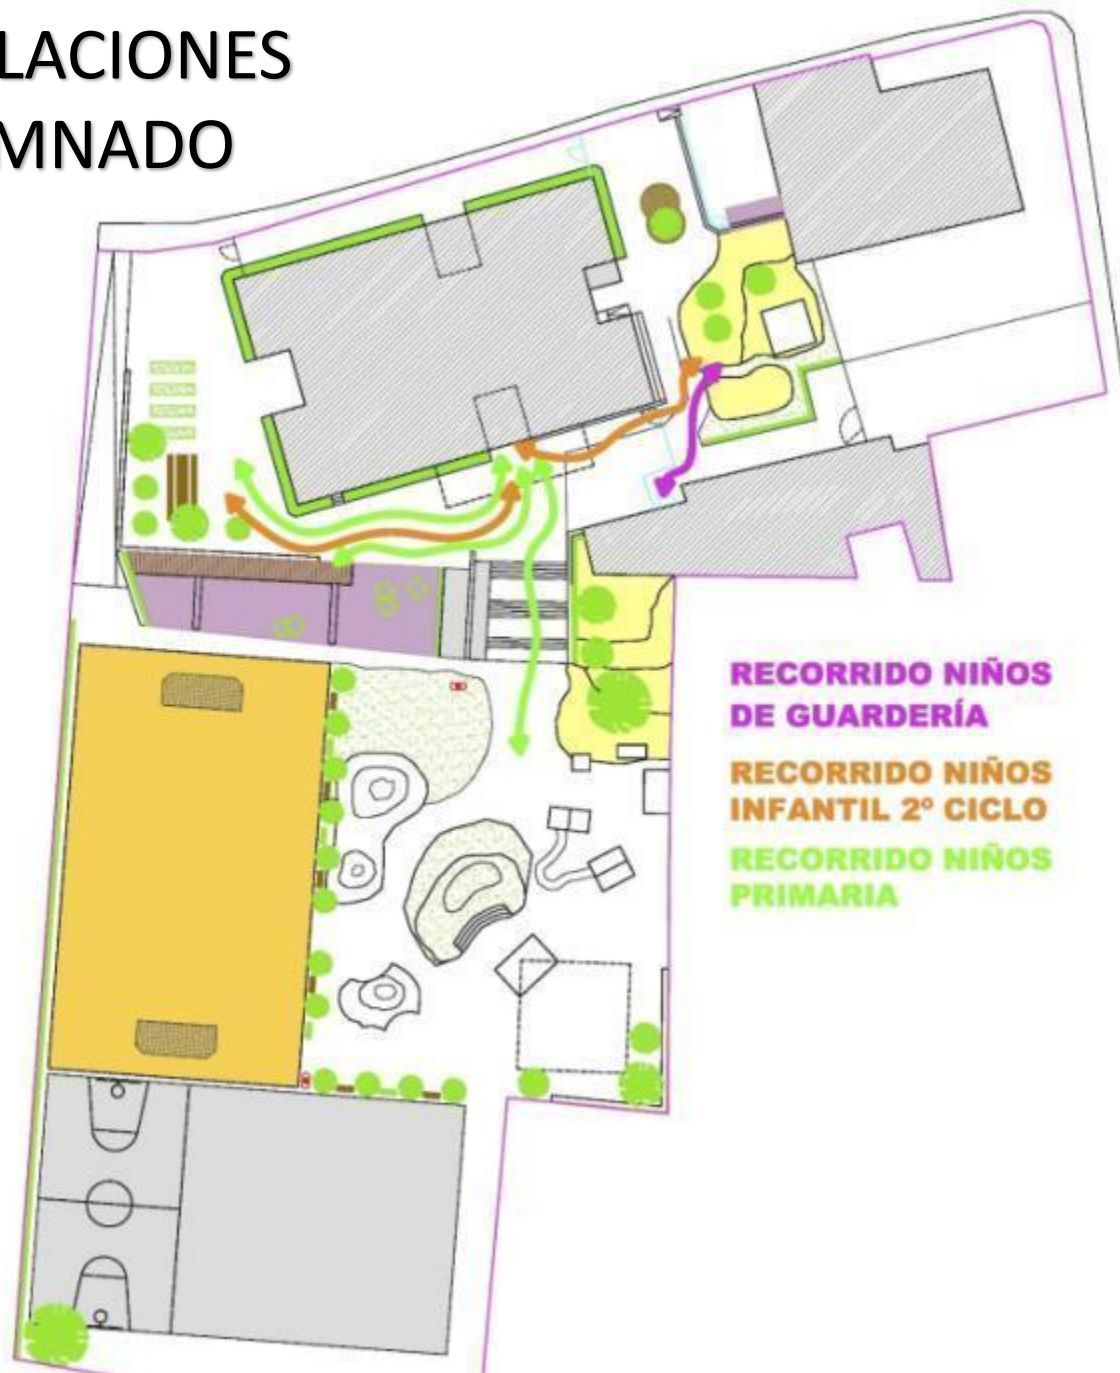 LACIONES
MNADO
RECORRIDO NIÑOS
DE GUARDERÍA
RECORRIDO NIÑOS
INFANTIL 2º CICLO
RECORRIDO NIÑOS
PRIMARIA